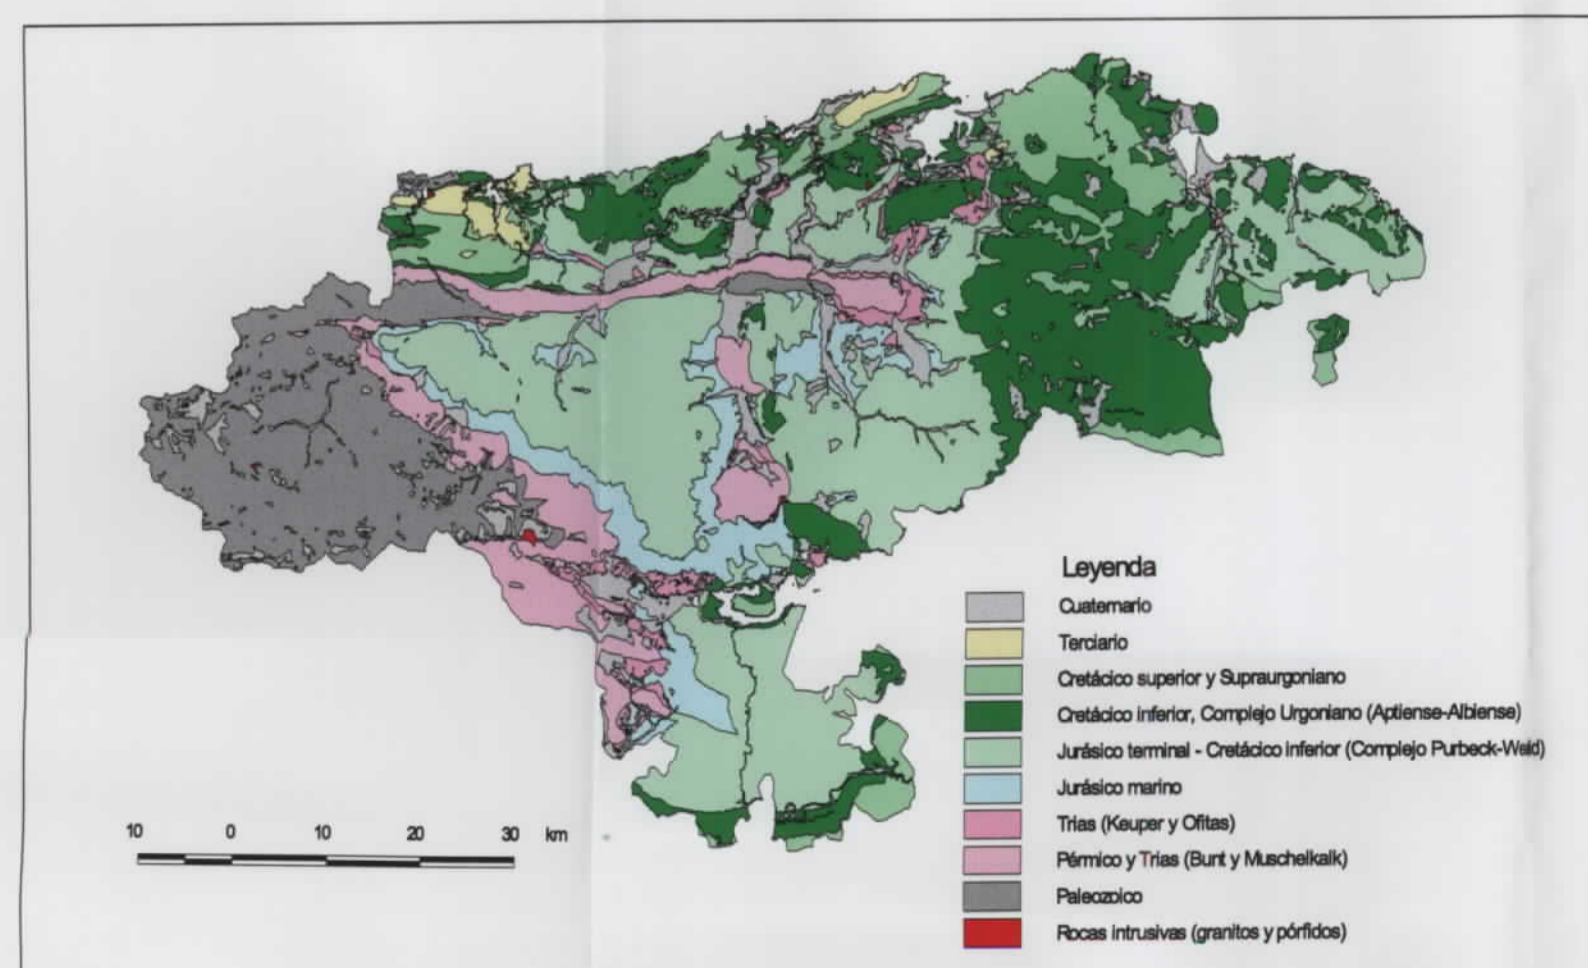 Leyenda
Cuaternario
Terciario
Cretácico superior y Supraurgoniano
Cretácico inferior, Complejo Urgoniano (Aptiense-Albiense)
Jurásico terminal - Cretácico inferior (Complejo Purbeck-Weald)
Jurásico marino
Trias (Keuper y Ofitas)
Pérmico y Trias (Bunt y Muschelkalk)
Paleozoico
Rocas intrusivas (granitos y pórfidos)
10 0 10 20 30 km